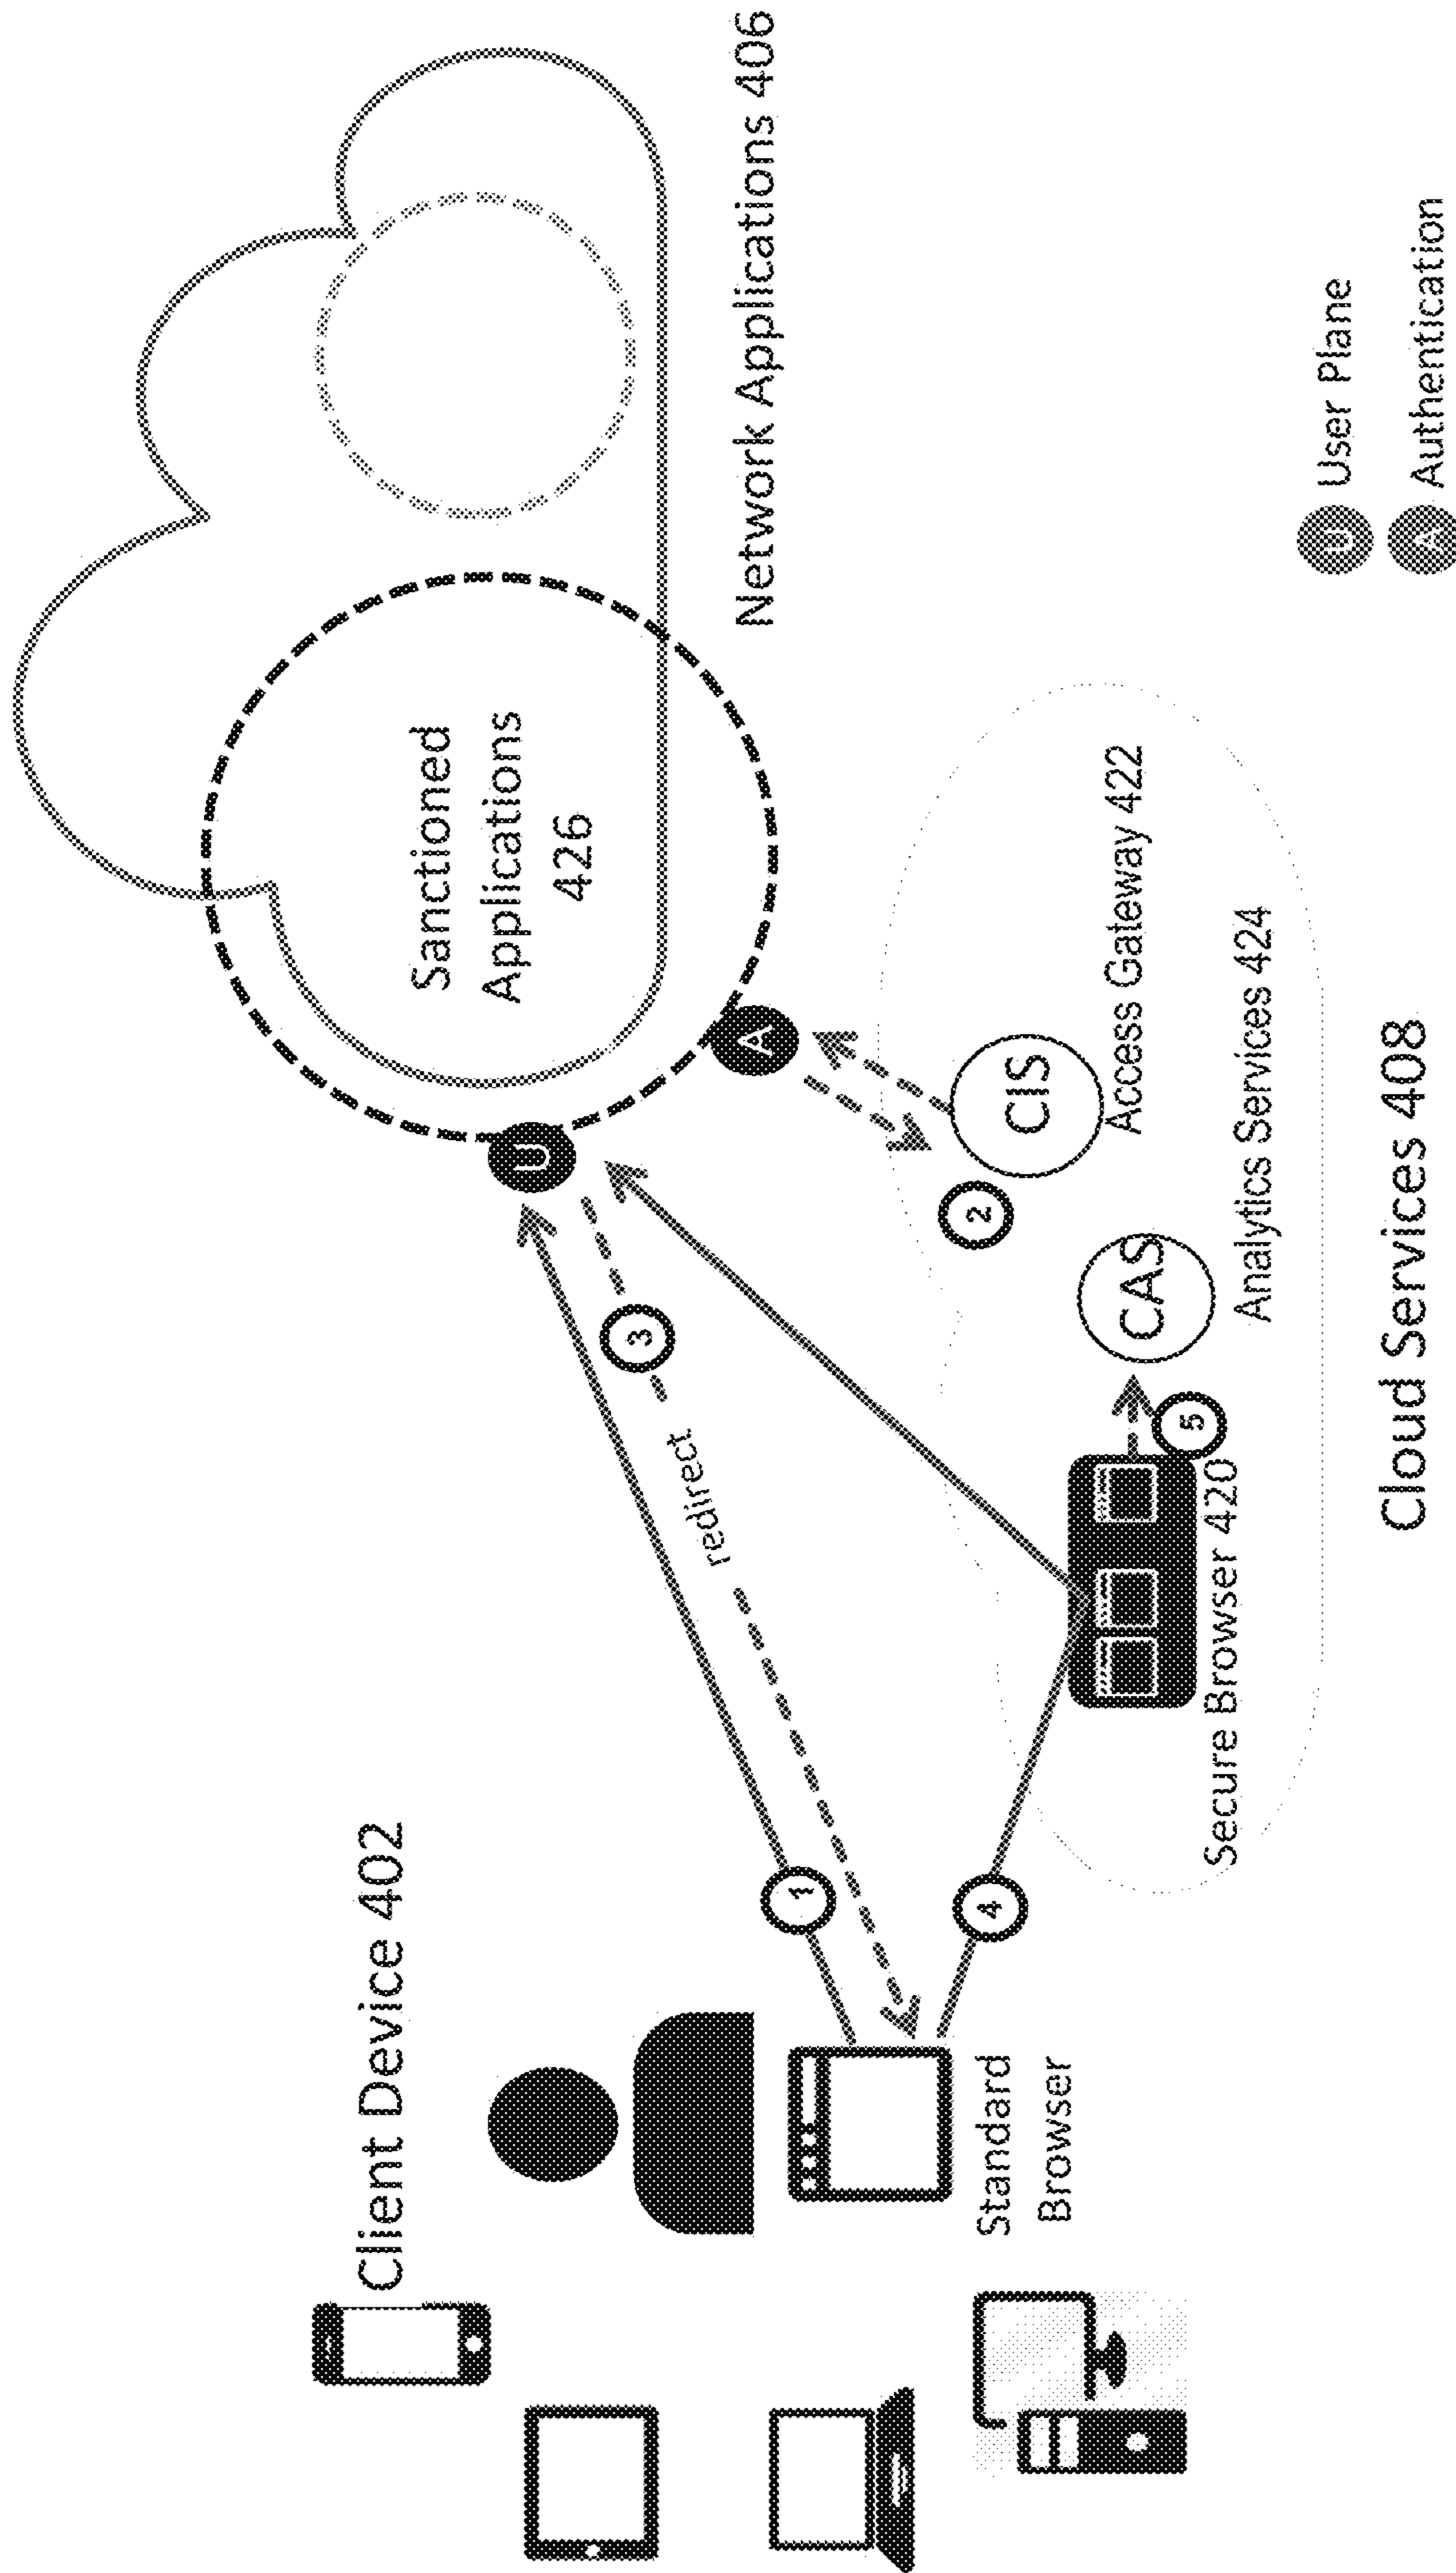 Client Device 402
Standard
Browser
1
redirect
3
4
U
A
Sanctioned
Applications
426
Network Applications 406
2
CIS
Access Gateway 422
CAS
Analytics Services 424
5
Secure Browser 420
Cloud Services 408
U User Plane
A Authentication